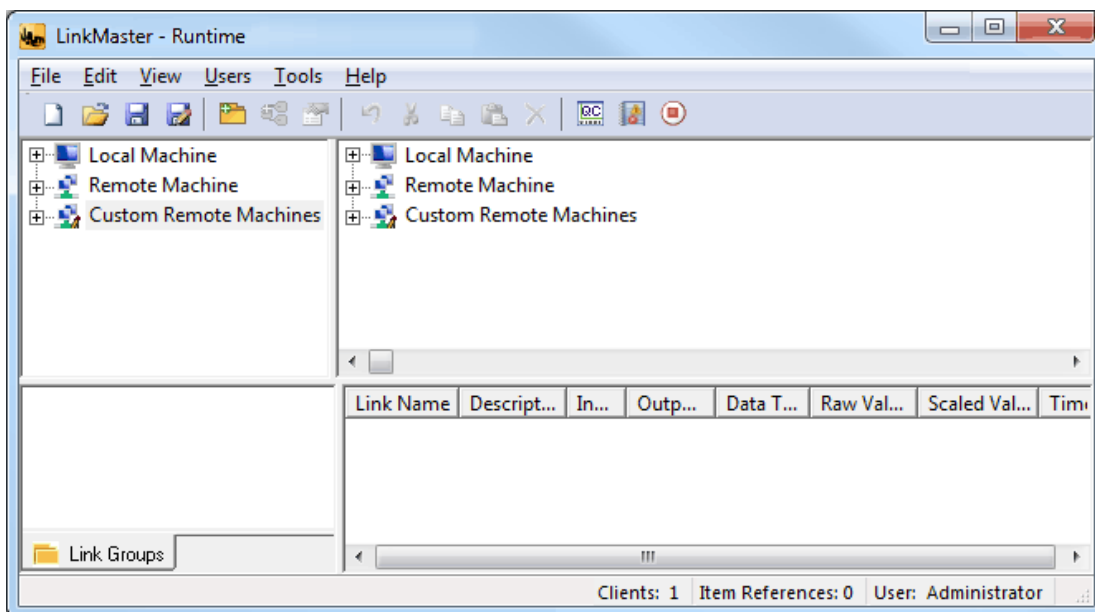 LinkMaster - Runtime
File Edit View Users Tools Help
QC
Local Machine
Remote Machine
Custom Remote Machines
Local Machine
Remote Machine
Custom Remote Machines
Link Name Descript... In... Outp... Data T... Raw Val... Scaled Val... Time
Link Groups
Clients: 1 Item References: 0 User: Administrator